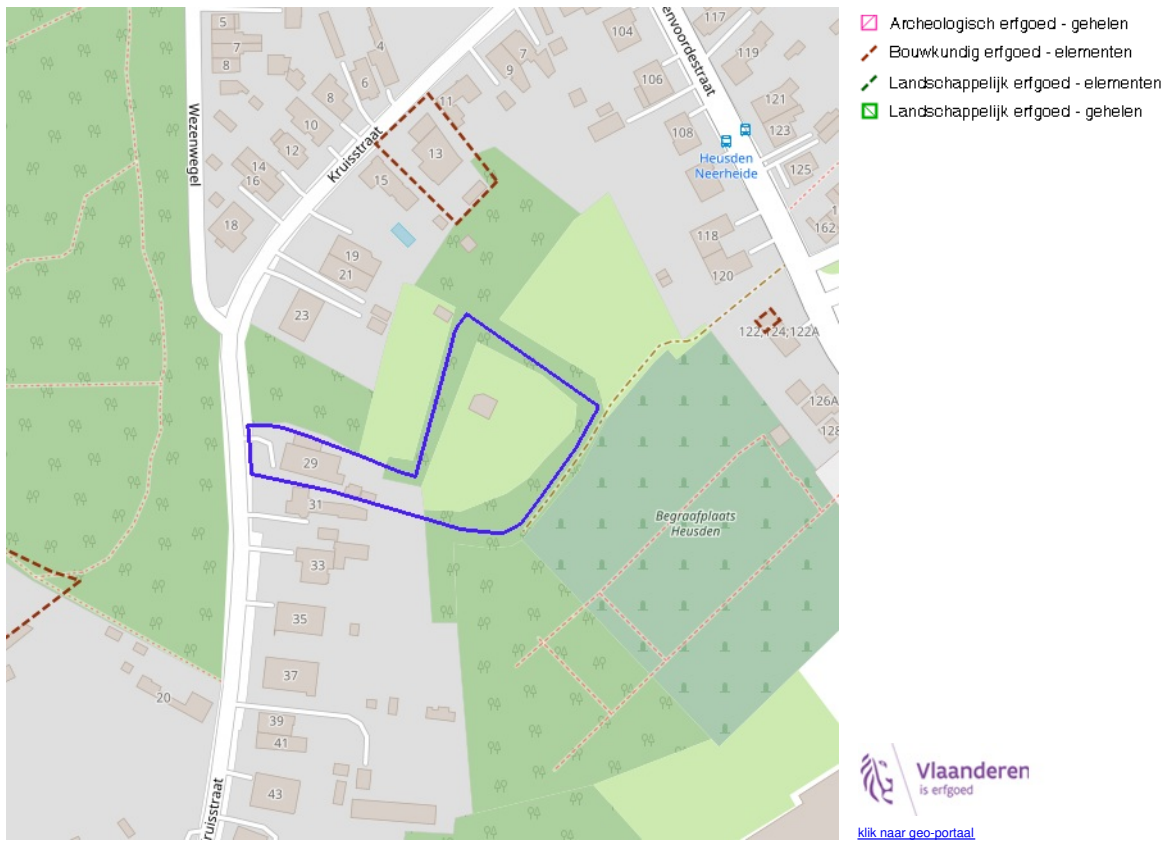 5
7
8
4
6
8
10
12
14
16
18
Wezenwegel
Kruisstraat
7
9
11
13
15
19
21
23
104
106
108
117
119
121
123
125
envoordestraat
Heusden
Neerheide
118
120
162
122;124;122A
126A
128
29
31
33
35
37
39
41
43
20
Begraafplaats
Heusden
ruisstraat
Archeologisch erfgoed - gehelen
Bouwkundig erfgoed - elementen
Landschappelijk erfgoed - elementen
Landschappelijk erfgoed - gehelen
Vlaanderen
is erfgoed
klik naar geo-portaal